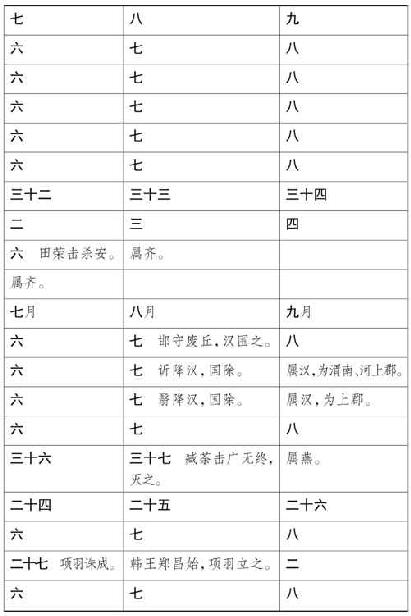 七 八 九
六 七 八
六 七 八
六 七 八
六 七 八
六 七 八
三十二 三十三 三十四
二 三 四
六 田荣击杀安。 属齐。
属齐。
七月 八月 九月
六 七 邯守废丘，汉围之。 八
六 七 欣降汉，国除。 属汉，为渭南、河上郡。
六 七 翳降汉，国除。 属汉，为上郡。
六 七 八
三十六 三十七 臧荼击广无终， 属燕。
灭之。
二十四 二十五 二十六
六 七 八
二十七 项羽诛成。 韩王郑昌始，项羽立之。 二
六 七 八